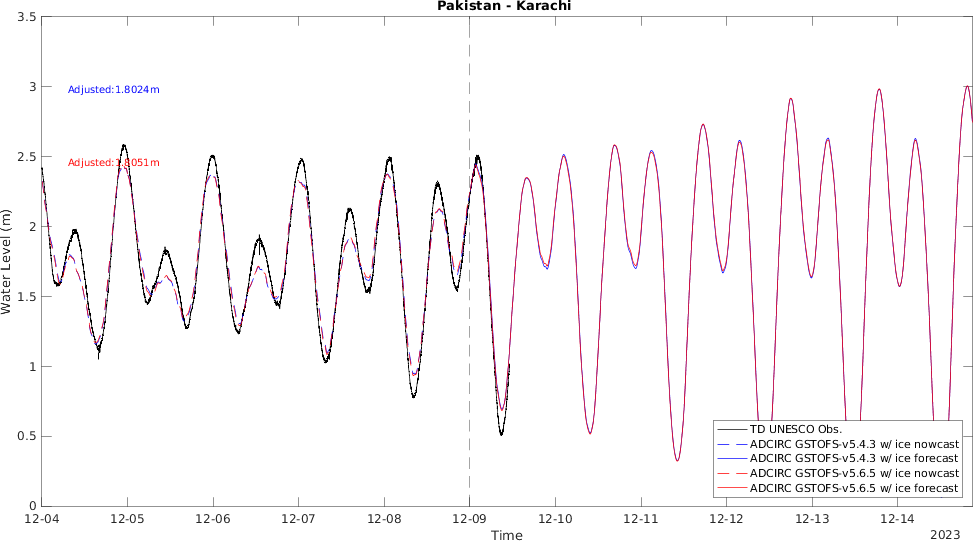 Pakistan - Karachi
3.5
3
2.5
2
1.5
1
0.5
0
Water Level (m)
Adjusted:1.8024m
Adjusted:1.8051m
TD UNESCO Obs.
ADCIRC GSTOFS-v5.4.3 w/ ice nowcast
ADCIRC GSTOFS-v5.4.3 w/ ice forecast
ADCIRC GSTOFS-v5.6.5 w/ ice nowcast
ADCIRC GSTOFS-v5.6.5 w/ ice forecast
12-04 12-05 12-06 12-07 12-08 12-09 12-10 12-11 12-12 12-13 12-14
Time
2023